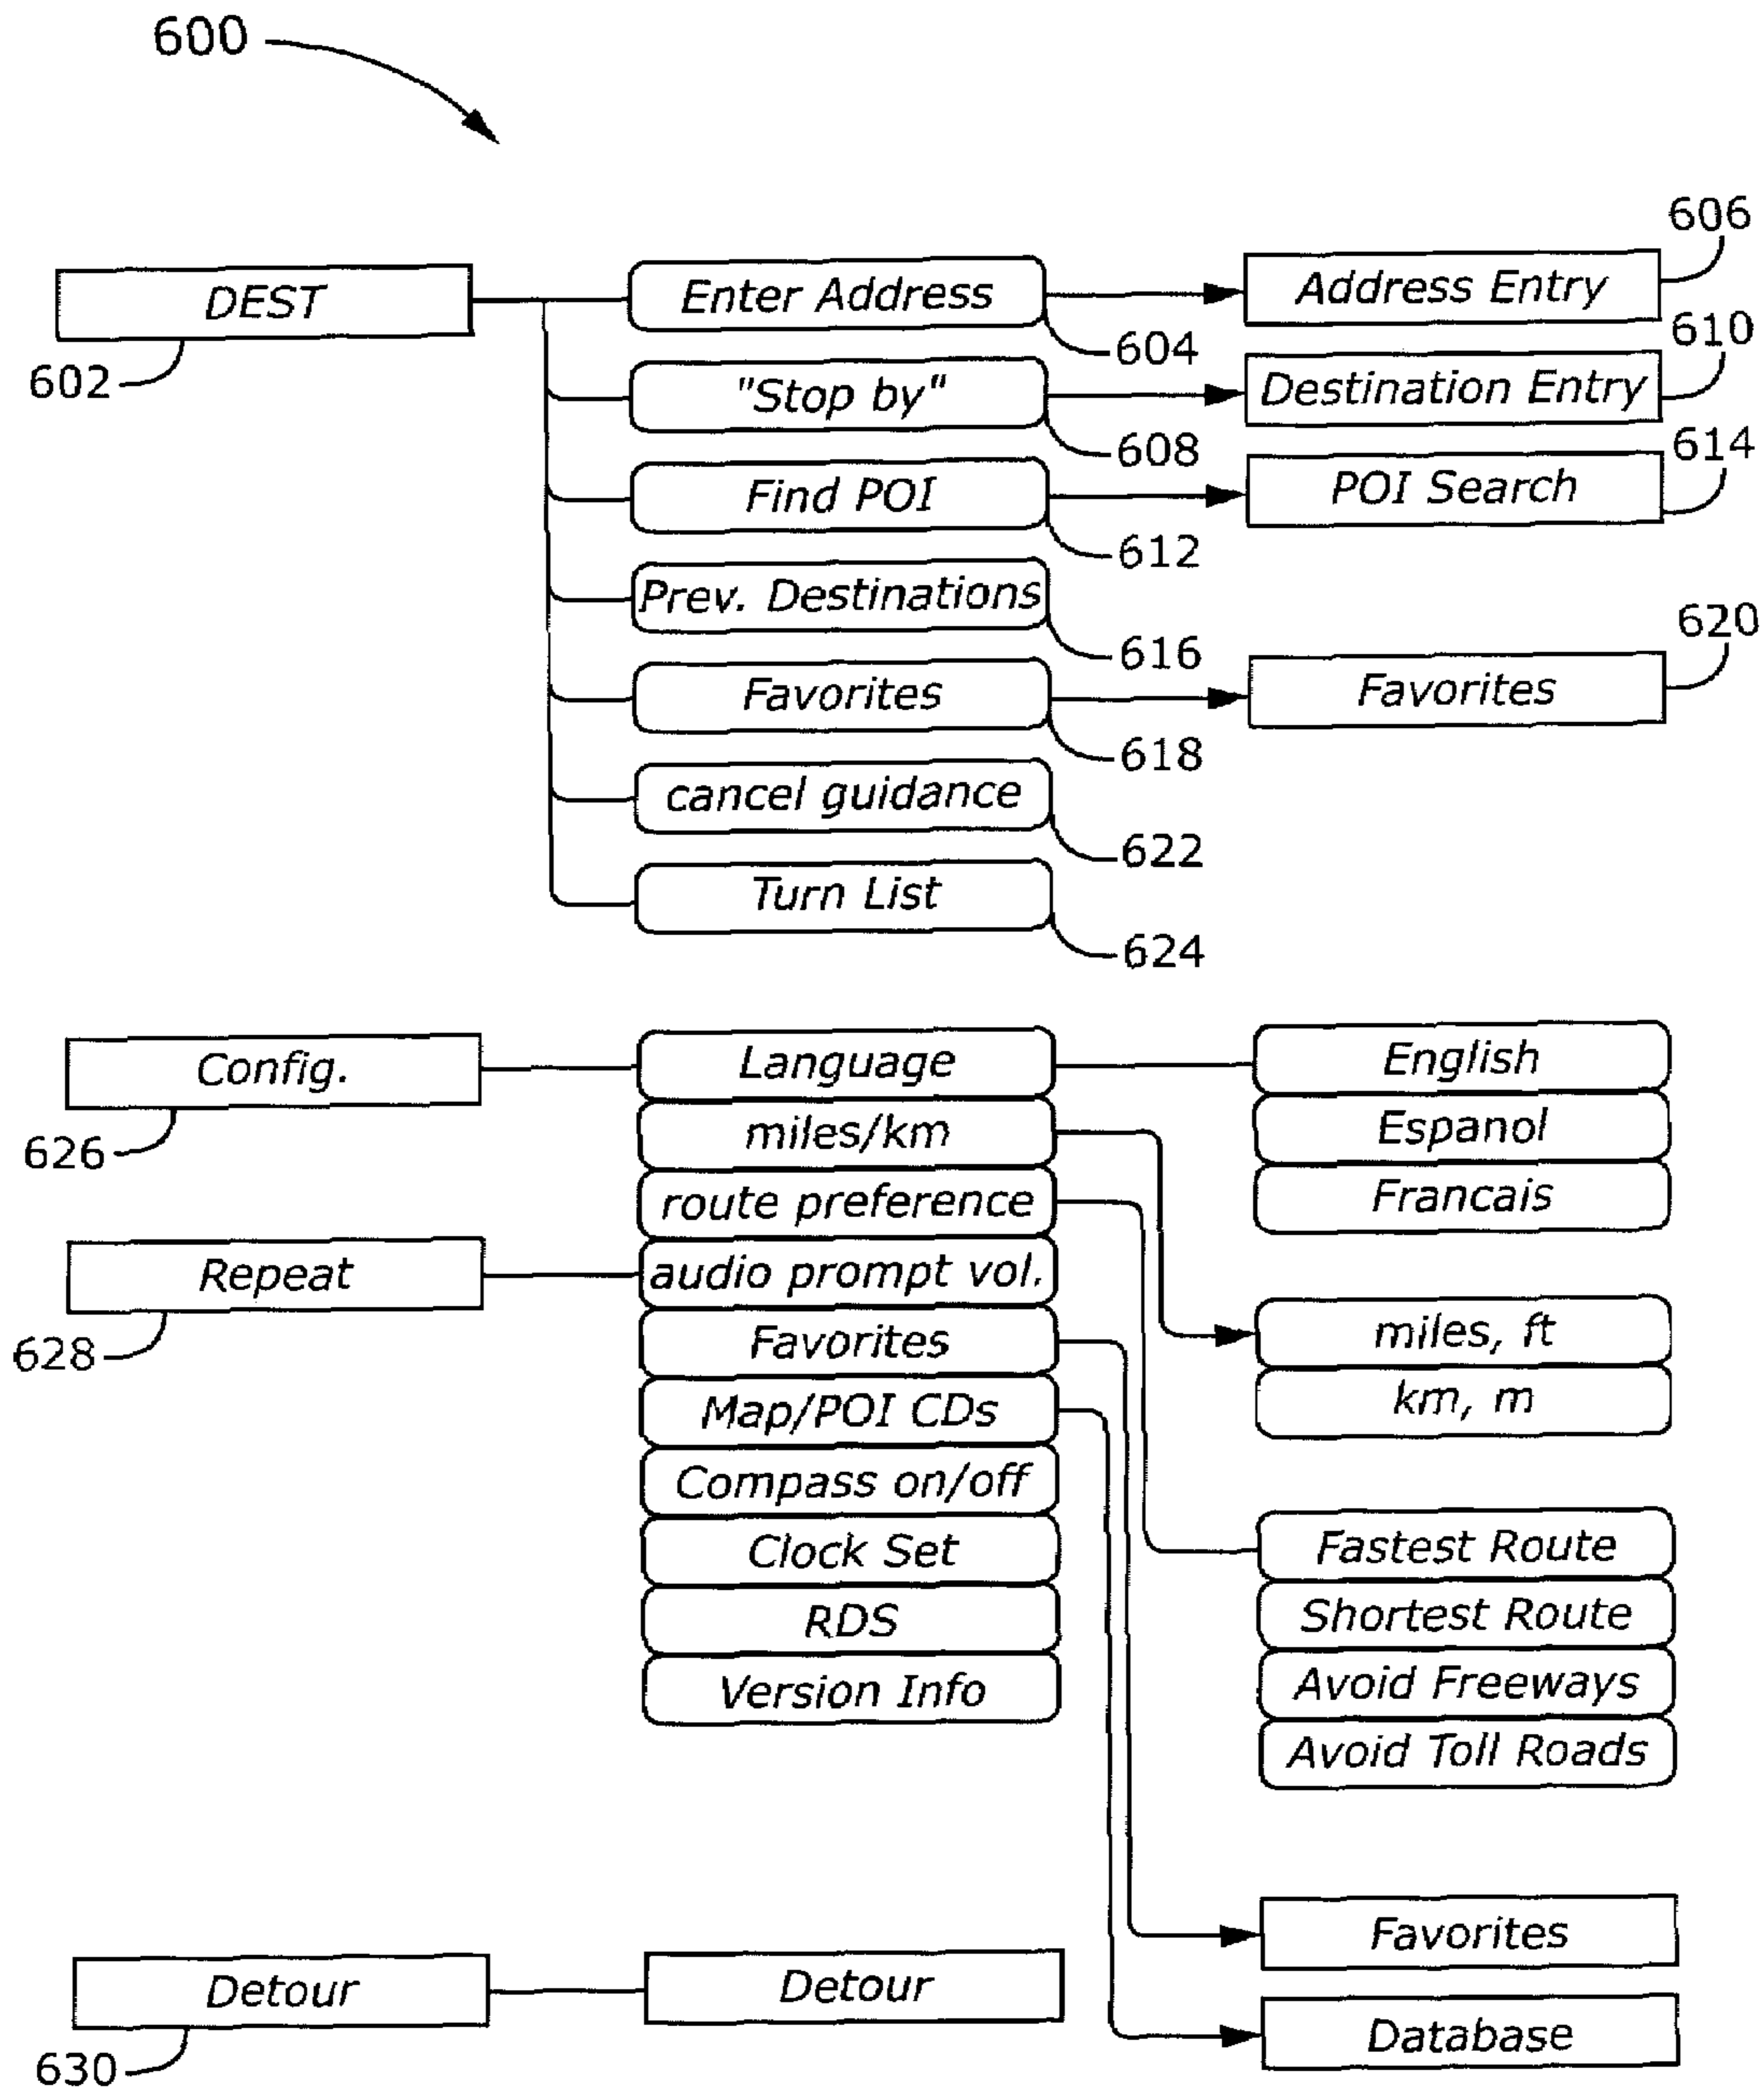 600
606
DEST
Enter Address
Address Entry
602
604
610
"Stop by"
Destination Entry
608
614
Find POI
POI Search
612
Prev. Destinations
616
620
Favorites
Favorites
618
cancel guidance
622
Turn List
624
Config.
Language
English
626
miles/km
Espanol
route preference
Francais
Repeat
audio prompt vol.
628
Favorites
miles, ft
Map/POI CDs
km, m
Compass on/off
Clock Set
Fastest Route
RDS
Shortest Route
Version Info
Avoid Freeways
Avoid Toll Roads
Favorites
Detour
Detour
630
Database